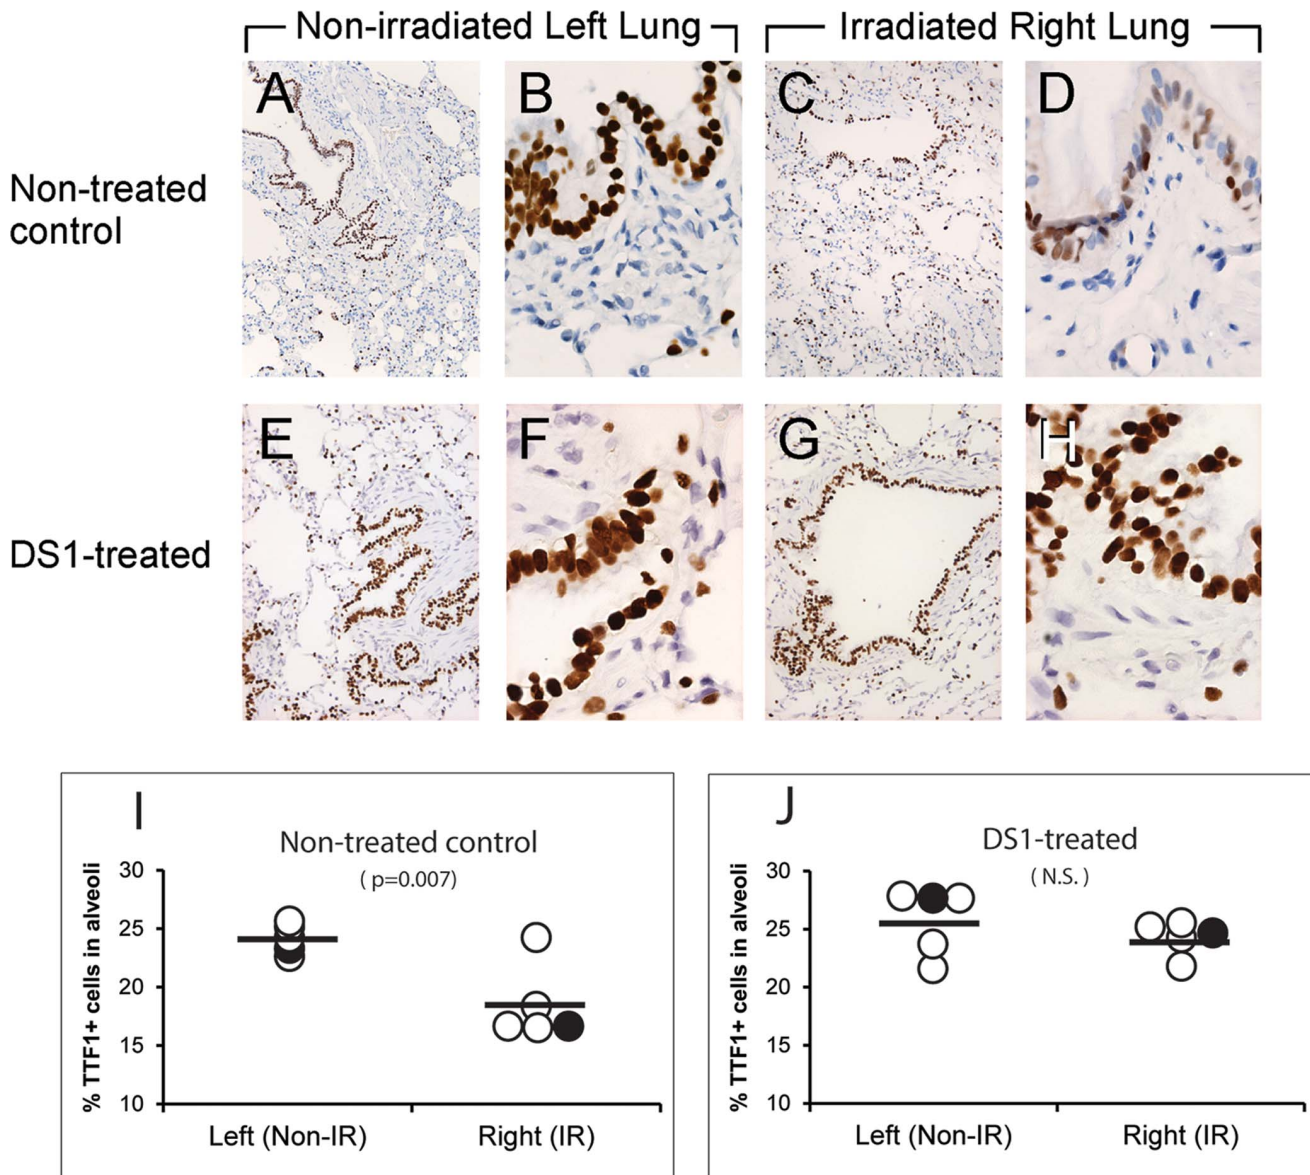 Non-irradiated Left Lung
Irradiated Right Lung
Non-treated
control
A
B
C
D
DS1-treated
E
F
G
H
I
Non-treated control
( p=0.007)
% TTF1+ cells in alveoli
30
25
20
15
10
Left (Non-IR)
Right (IR)
J
DS1-treated
( N.S. )
% TTF1+ cells in alveoli
30
25
20
15
10
Left (Non-IR)
Right (IR)